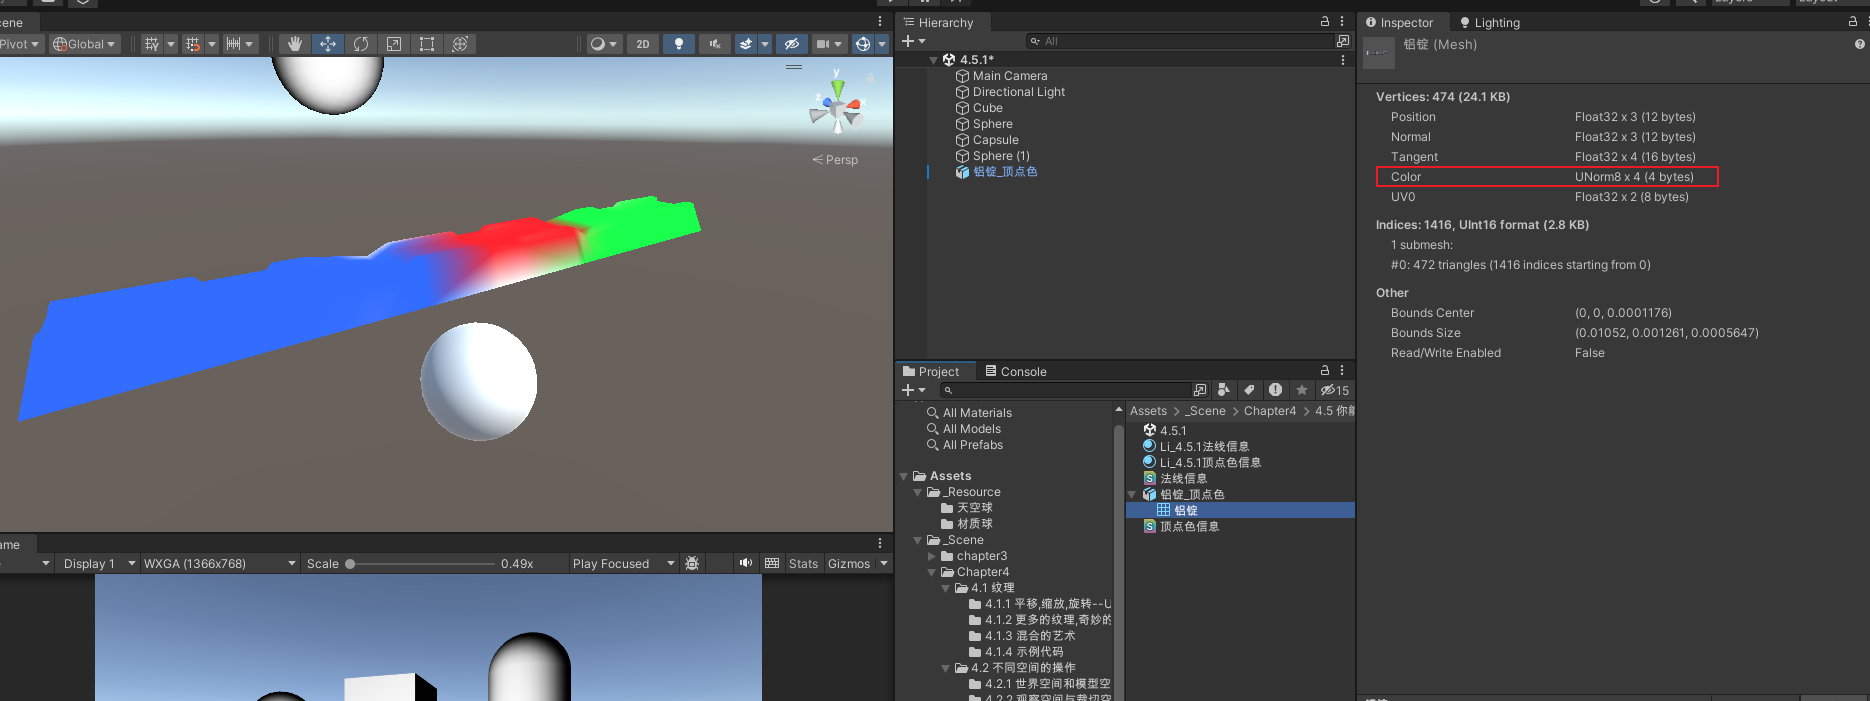 cene
Pivot
Global
2D
y
x
z
Persp
Hierarchy
All
4.5.1*
Main Camera
Directional Light
Cube
Sphere
Capsule
Sphere (1)
铝锭_顶点色
Inspector
Lighting
铝锭 (Mesh)
Vertices: 474 (24.1 KB)
Position Float32 x 3 (12 bytes)
Normal Float32 x 3 (12 bytes)
Tangent Float32 x 4 (16 bytes)
Color UNorm8 x 4 (4 bytes)
UV0 Float32 x 2 (8 bytes)
Indices: 1416, UInt16 format (2.8 KB)
1 submesh:
#0: 472 triangles (1416 indices starting from 0)
Other
Bounds Center (0, 0, 0.0001176)
Bounds Size (0.01052, 0.001261, 0.0005647)
Read/Write Enabled False
Project
Console
15
All Materials
All Models
All Prefabs
Assets
_Resource
天空球
材质球
_Scene
chapter3
Chapter4
4.1 纹理
4.1.1 平移,缩放,旋转--U
4.1.2 更多的纹理,奇妙的
4.1.3 混合的艺术
4.1.4 示例代码
4.2 不同空间的操作
4.2.1 世界空间和模型空
Assets > _Scene > Chapter4 > 4.5 你
4.5.1
Li_4.5.1法线信息
Li_4.5.1顶点色信息
法线信息
铝锭_顶点色
铝锭
顶点色信息
ame
Display 1
WXGA (1366x768)
Scale 0.49x
Play Focused
Stats
Gizmos